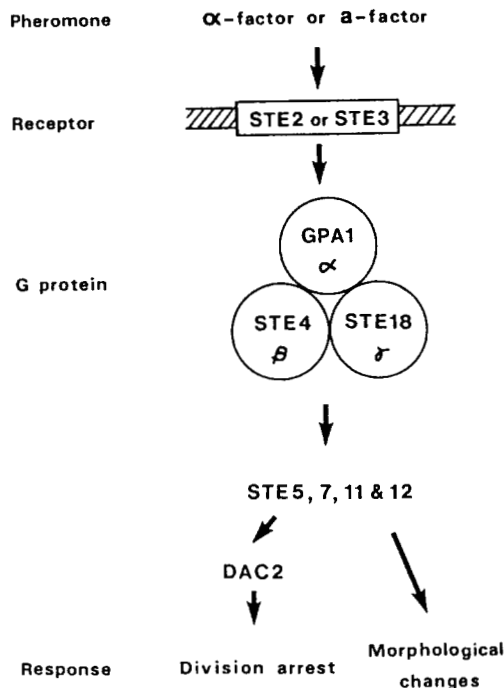 Pheromone α-factor or a-factor
Receptor STE2 or STE3
GPA1
α
G protein
STE4 STE18
β γ
STE5, 7, 11 & 12
DAC2
Response Division arrest Morphological
changes